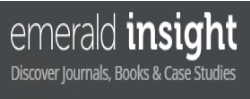 emerald insight
Discover Journals, Books & Case Studies